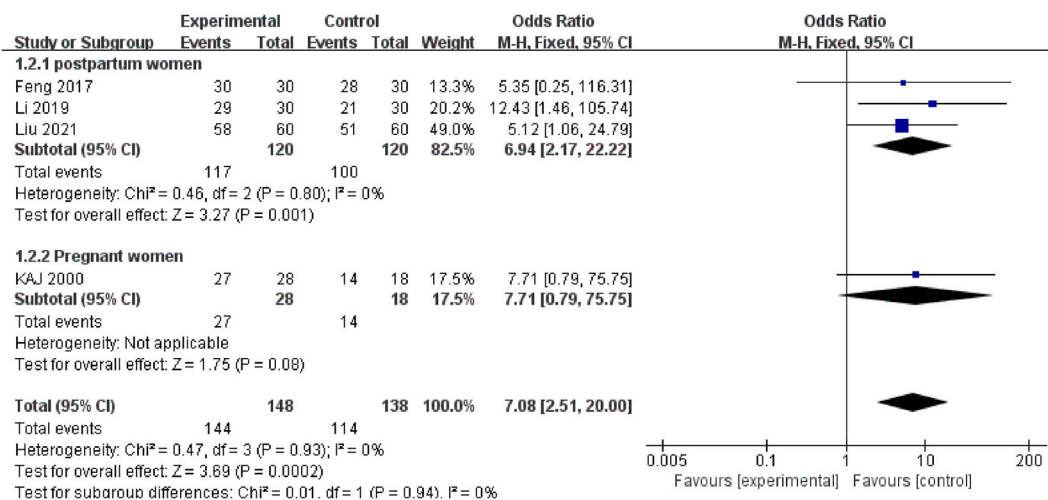 Experimental Control Odds Ratio Odds Ratio
Study or Subgroup Events Total Events Total Weight M-H, Fixed, 95% CI M-H, Fixed, 95% CI
1.2.1 postpartum women
Feng 2017 30 30 28 30 13.3% 5.35 [0.25, 116.31]
Li 2019 29 30 21 30 20.2% 12.43 [1.46, 105.74]
Liu 2021 58 60 51 60 49.0% 5.12 [1.06, 24.79]
Subtotal (95% CI) 120 120 82.5% 6.94 [2.17, 22.22]
Total events 117 100
Heterogeneity: Chi² = 0.46, df = 2 (P = 0.80); I² = 0%
Test for overall effect: Z = 3.27 (P = 0.001)
1.2.2 Pregnant women
KAJ 2000 27 28 14 18 17.5% 7.71 [0.79, 75.75]
Subtotal (95% CI) 28 18 17.5% 7.71 [0.79, 75.75]
Total events 27 14
Heterogeneity: Not applicable
Test for overall effect: Z = 1.75 (P = 0.08)
Total (95% CI) 148 138 100.0% 7.08 [2.51, 20.00]
Total events 144 114
Heterogeneity: Chi² = 0.47, df = 3 (P = 0.93); I² = 0%
Test for overall effect: Z = 3.69 (P = 0.0002)
Test for subgroup differences: Chi² = 0.01, df = 1 (P = 0.94), I² = 0%
0.005 0.1 1 10 200
Favours [experimental] Favours [control]